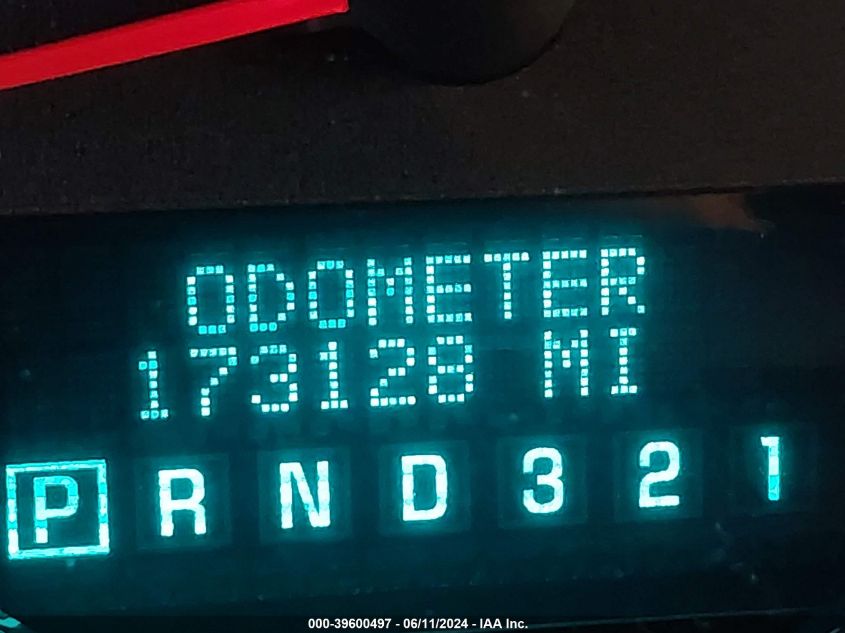 ODOMETER
173128 MI
P R N D 3 2 1
000-39600497 - 06/11/2024 - IAA Inc.